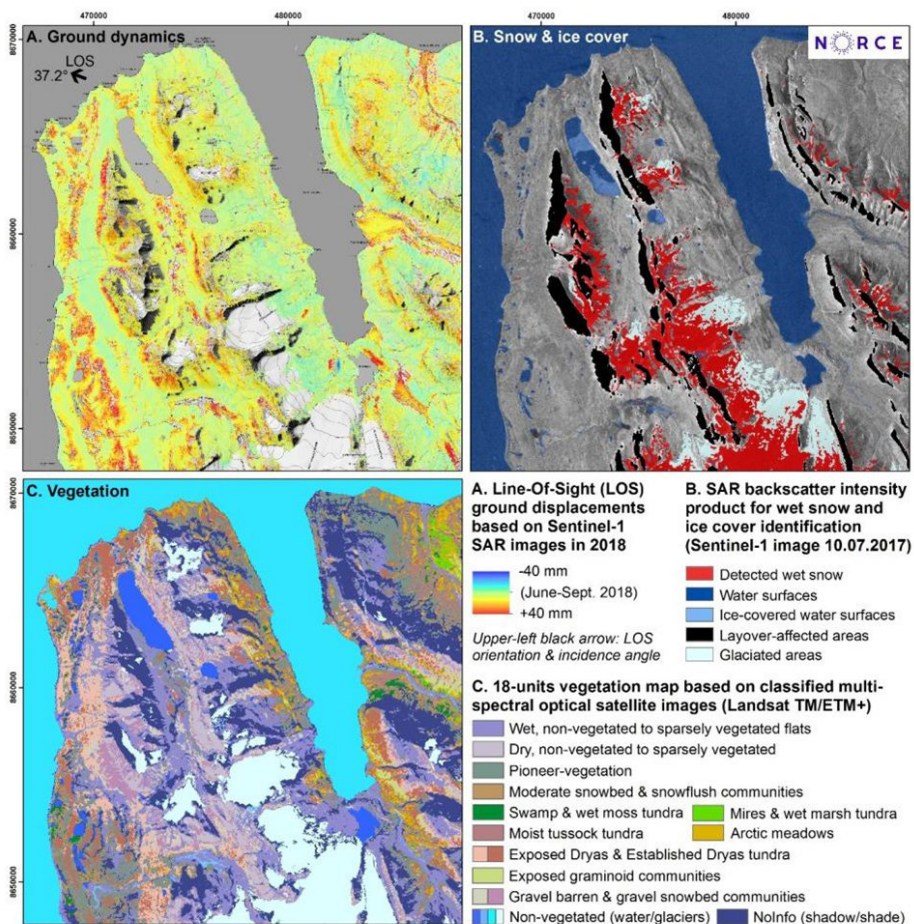 470000 480000
470000 480000
8670000
A. Ground dynamics
LOS
37.2°
B. Snow & ice cover
NORCE
8660000
8650000
C. Vegetation
8670000
8660000
8650000
A. Line-Of-Sight (LOS)
ground displacements
based on Sentinel-1
SAR images in 2018
-40 mm
(June-Sept. 2018)
+40 mm
Upper-left black arrow: LOS
orientation & incidence angle
B. SAR backscatter intensity
product for wet snow and
ice cover identification
(Sentinel-1 image 10.07.2017)
Detected wet snow
Water surfaces
Ice-covered water surfaces
Layover-affected areas
Glaciated areas
C. 18-units vegetation map based on classified multi-
spectral optical satellite images (Landsat TM/ETM+)
Wet, non-vegetated to sparsely vegetated flats
Dry, non-vegetated to sparsely vegetated
Pioneer-vegetation
Moderate snowbed & snowflush communities
Swamp & wet moss tundra Mires & wet marsh tundra
Moist tussock tundra Arctic meadows
Exposed Dryas & Established Dryas tundra
Exposed graminoid communities
Gravel barren & gravel snowbed communities
Non-vegetated (water/glaciers) NoInfo (shadow/shade)